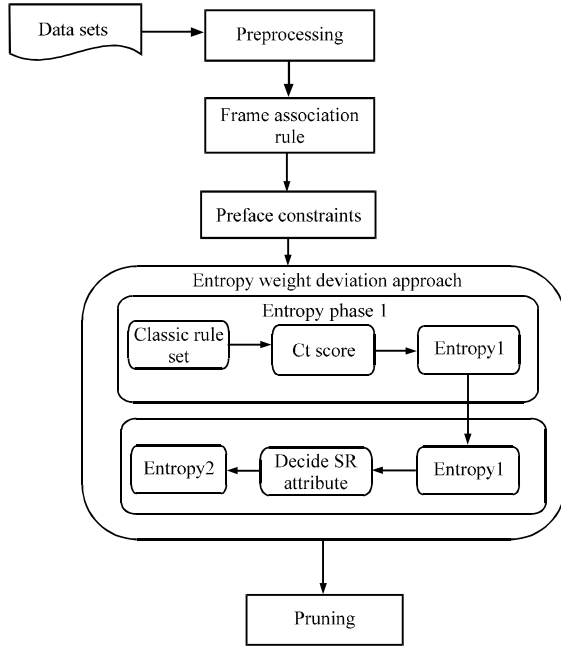 Data sets
Preprocessing
Frame association
rule
Preface constraints
Entropy weight deviation approach
Entropy phase 1
Classic rule
set
Ct score
Entropy1
Entropy2
Decide SR
attribute
Entropy1
Pruning